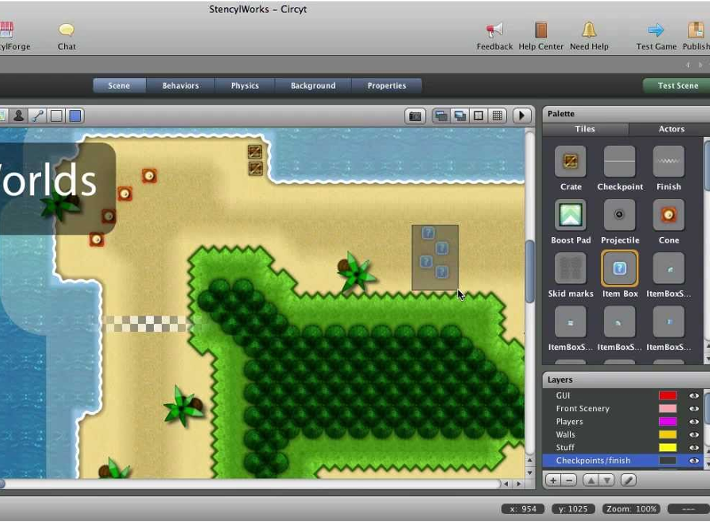 StencylWorks - Circyt
ylForge
Chat
Feedback
Help Center
Need Help
Test Game
Publish
Scene
Behaviors
Physics
Background
Properties
Test Scene
Palette
Tiles
Actors
orlds
Crate
Checkpoint
Finish
Boost Pad
Projectile
Cone
Skid marks
Item Box
ItemBoxS...
ItemBoxS...
ItemBoxS...
ItemBoxS...
Layers
GUI
Front Scenery
Players
Walls
Stuff
Checkpoints/finish
x: 954
y: 1025
Zoom: 100%
---